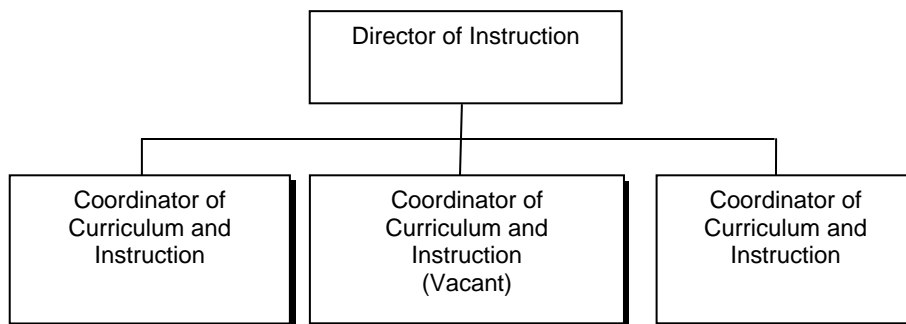 Director of Instruction
Coordinator of
Curriculum and
Instruction
Coordinator of
Curriculum and
Instruction
(Vacant)
Coordinator of
Curriculum and
Instruction